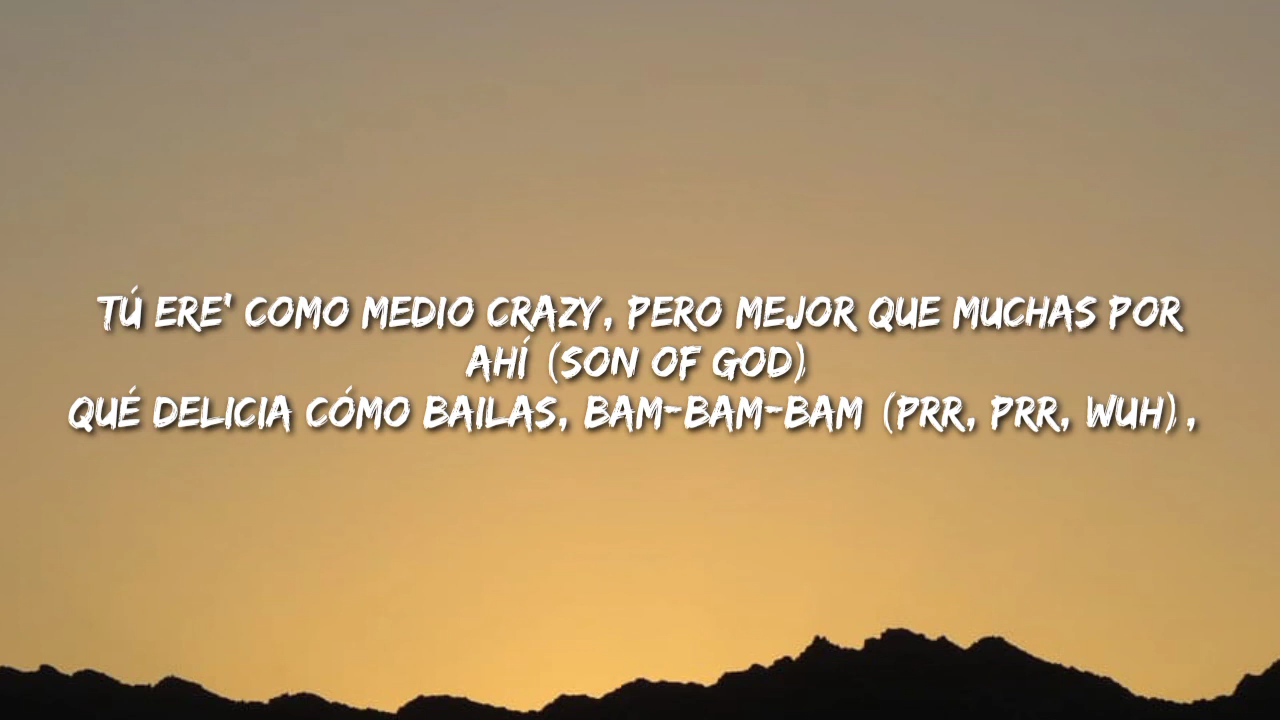 TÚ ERE' COMO MEDIO CRAZY, PERO MEJOR QUE MUCHAS POR
AHÍ (SON OF GOD)
QUÉ DELICIA CÓMO BAILAS, BAM-BAM-BAM (PRR, PRR, WUH),